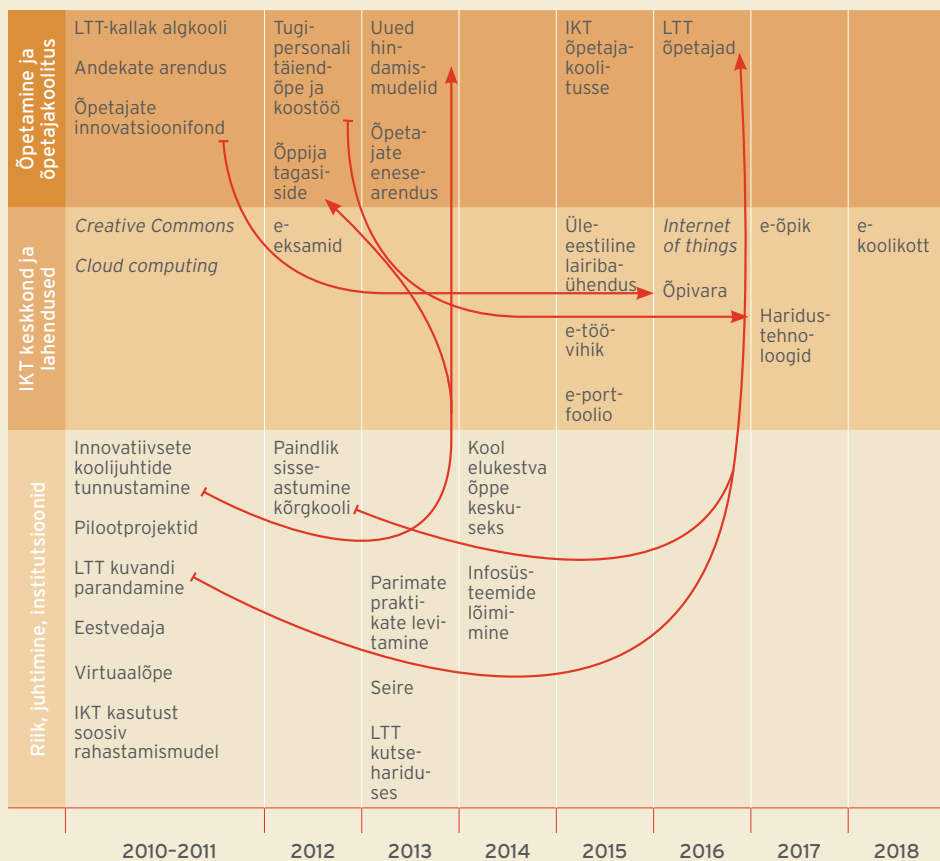 Õpetamine ja
õpetajakoolitus
LTT-kallak algkooli
Andekate arendus
Õpetajate
innovatsioonifond
Tugi-
personali
täiend-
õpe ja
koostöö
Õppija
tagasi-
side
Uued
hin-
damis-
mudelid
Õpeta-
jate
enese-
arendus
IKT
õpetaja-
kooli-
tusse
LTT
õpetajad
IKT keskkond ja
lahendused
Creative Commons
Cloud computing
e-
eksamid
Üle-
eestiline
lairiba-
ühendus
e-töö-
vihik
e-port-
foolio
Internet
of things
Õpivara
e-õpik
Haridus-
tehno-
loogid
e-
koolikott
Riik, juhtimine, institutsioonid
Innovatiivsete
koolijuhtide
tunnustamine
Pilootprojektid
LTT kuvandi
parandamine
Eestvedaja
Virtuaalõpe
IKT kasutust
soosiv
rahastamismudel
Paindlik
sisse-
astumine
kõrgkooli
Parimate
prakti-
kate levi-
tamine
Seire
LTT
kutse-
haridu-
ses
Kool
elukestva
õppe
kesku-
seks
Infosüs-
teemide
lõimi-
mine
2010–2011
2012
2013
2014
2015
2016
2017
2018